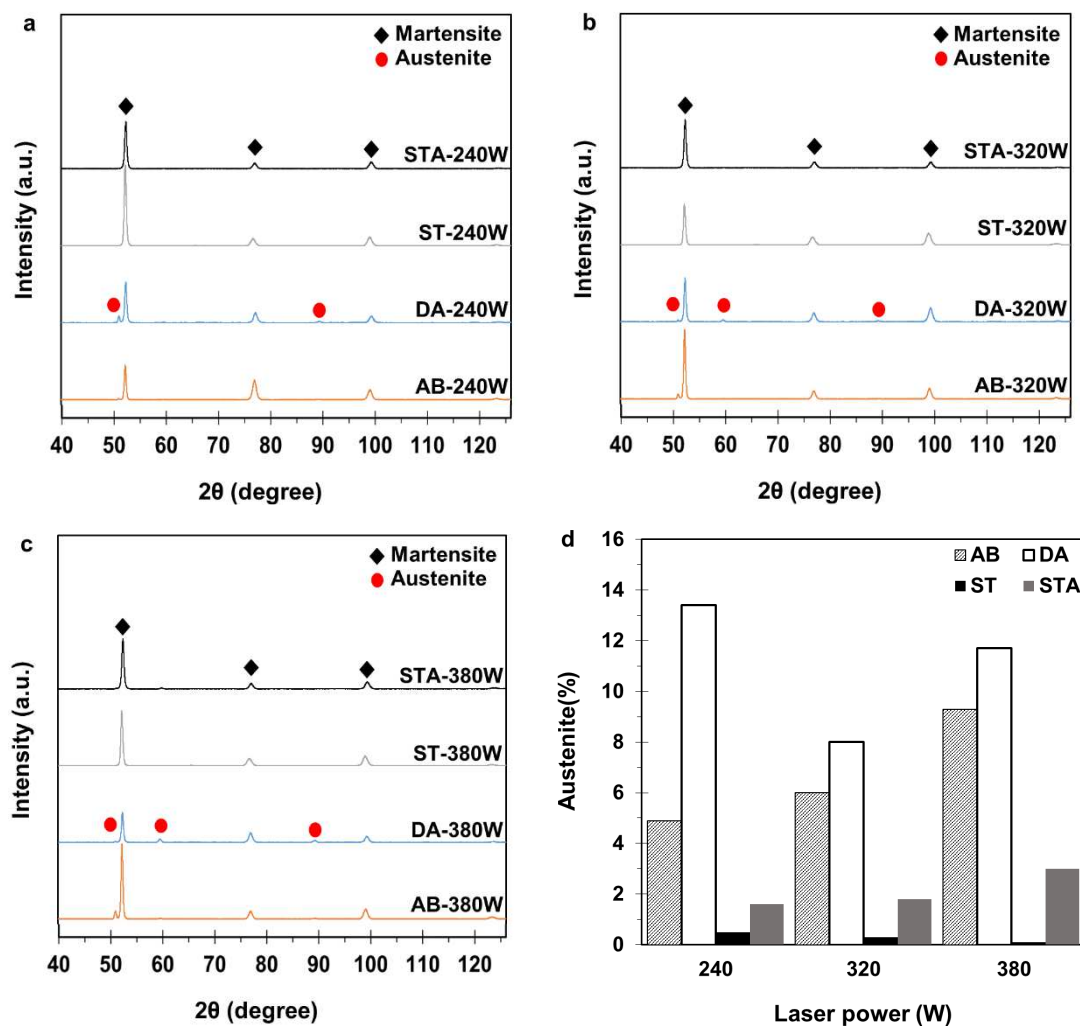 a
Martensite
Austenite
STA-240W
ST-240W
DA-240W
AB-240W
Intensity (a.u.)
40 50 60 70 80 90 100 110 120
2θ (degree)
b
Martensite
Austenite
STA-320W
ST-320W
DA-320W
AB-320W
Intensity (a.u.)
40 50 60 70 80 90 100 110 120
2θ (degree)
c
Martensite
Austenite
STA-380W
ST-380W
DA-380W
AB-380W
Intensity (a.u.)
40 50 60 70 80 90 100 110 120
2θ (degree)
d
AB DA
ST STA
16
14
12
10
8
6
4
2
0
Austenite(%)
240 320 380
Laser power (W)